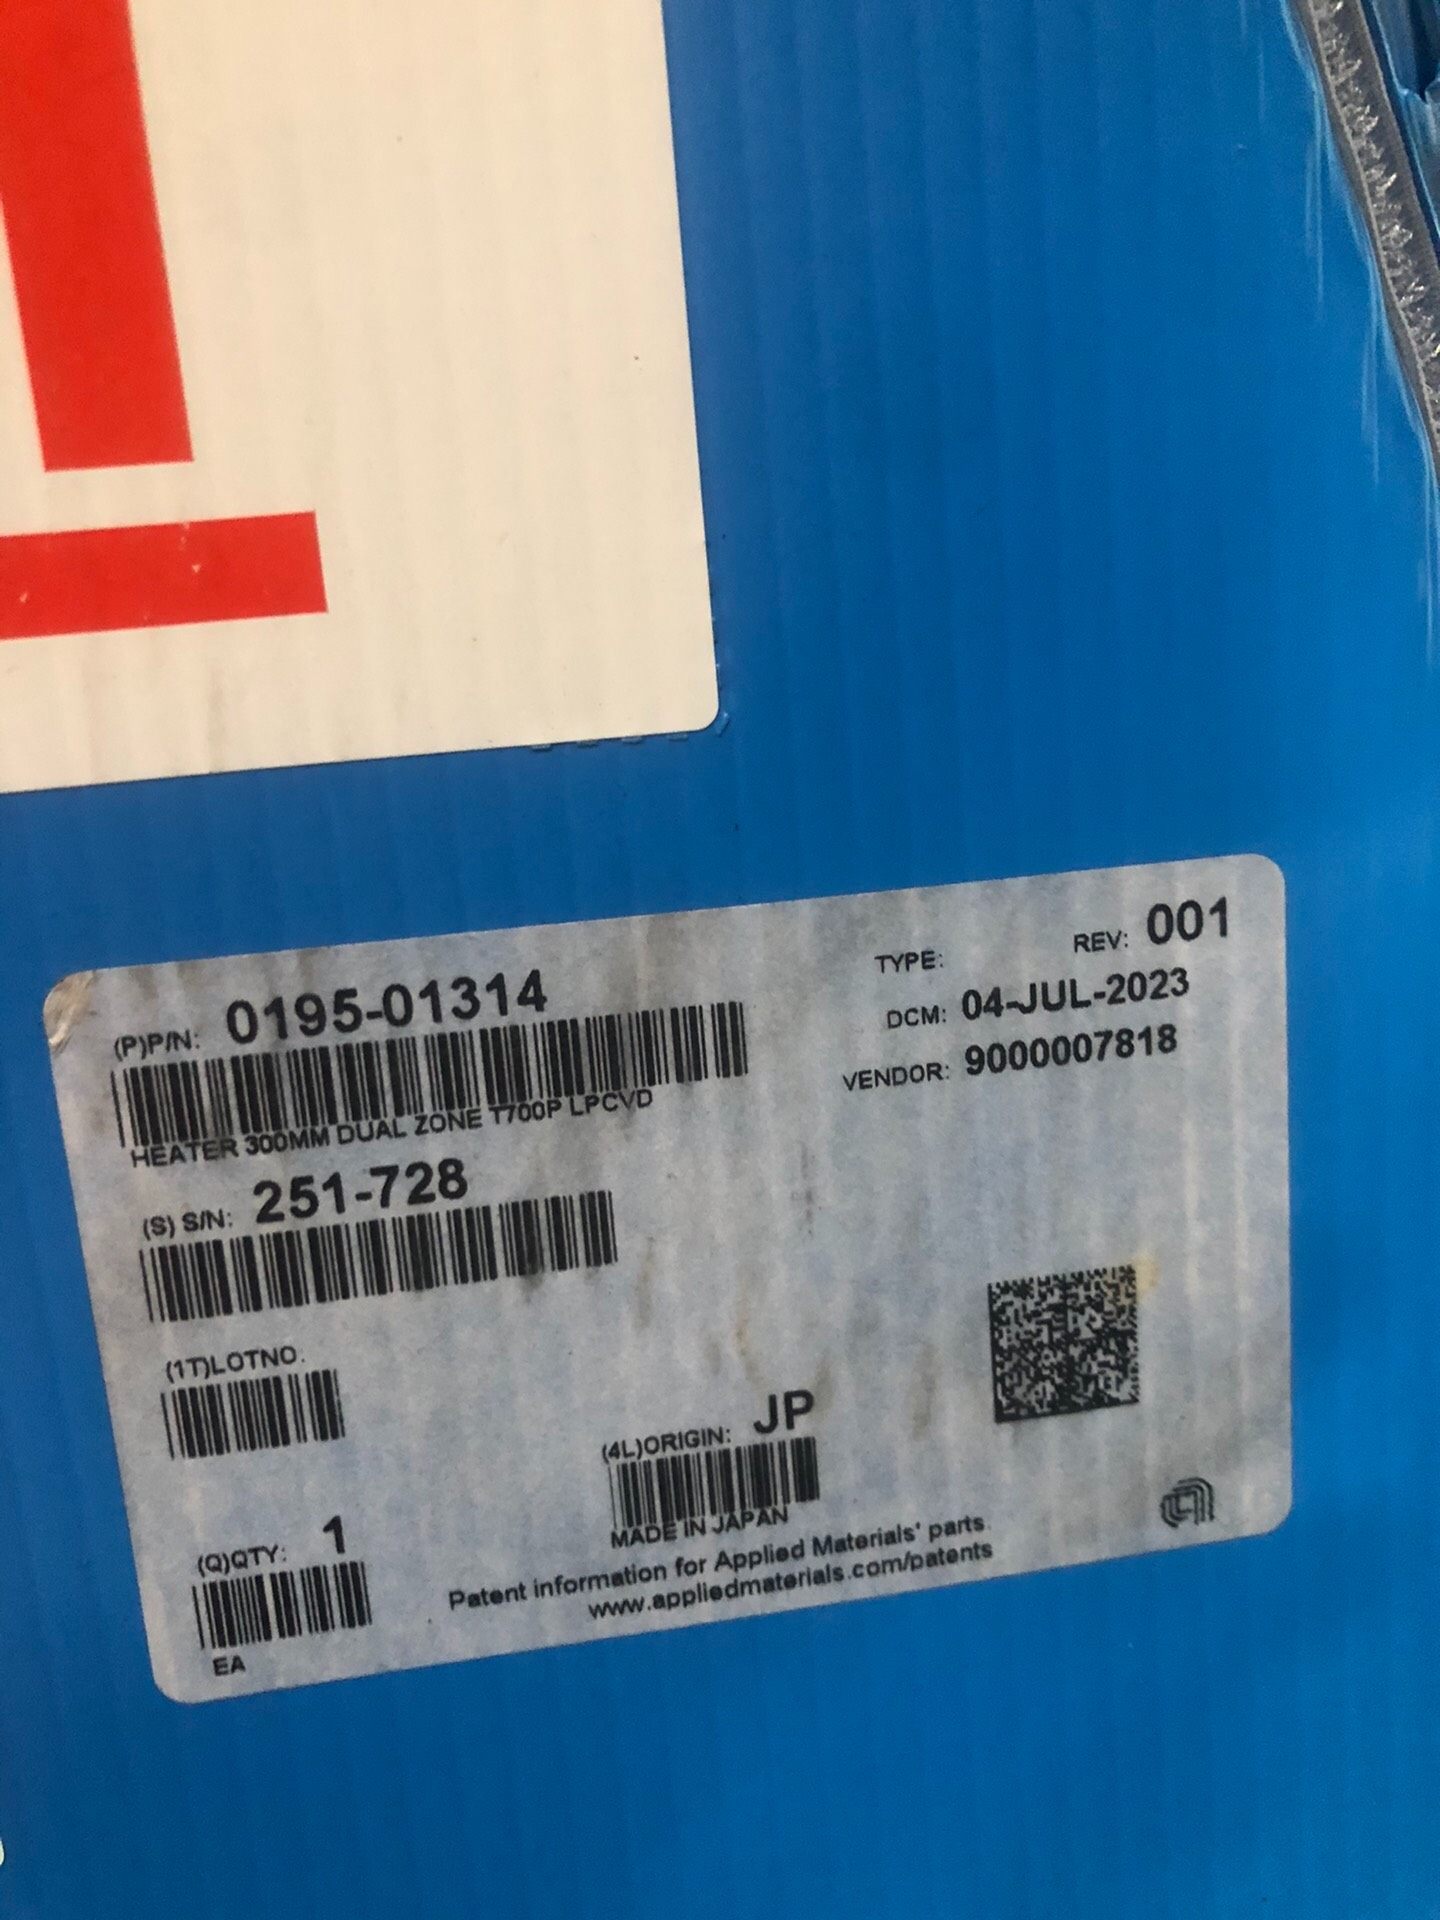 (P)P/N: 0195-01314
HEATER 300MM DUAL ZONE T700P LPCVD
(S) S/N: 251-728
(1T)LOTNO.
(Q)QTY: 1
EA
TYPE:
REV: 001
DCM: 04-JUL-2023
VENDOR: 9000007818
(4L)ORIGIN: JP
MADE IN JAPAN
Patent information for Applied Materials' parts
www.appliedmaterials.com/patents